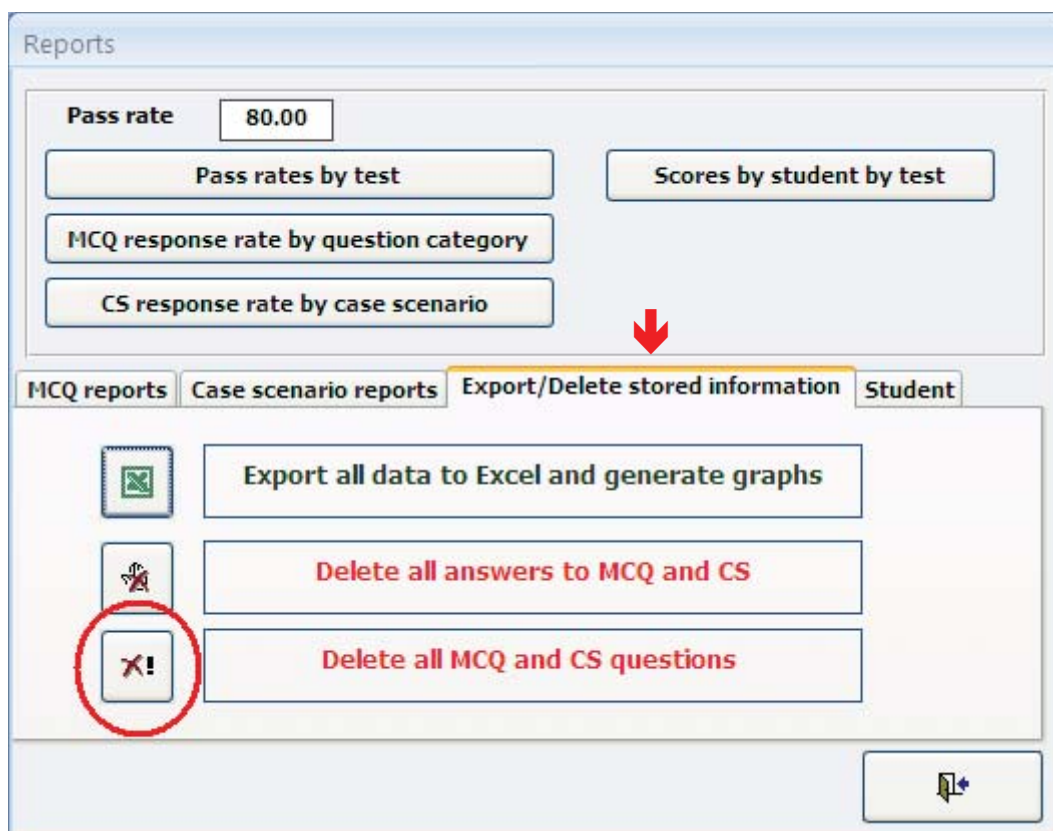 Reports
Pass rate 80.00
Pass rates by test Scores by student by test
MCQ response rate by question category
CS response rate by case scenario
MCQ reports Case scenario reports Export/Delete stored information Student
Export all data to Excel and generate graphs
Delete all answers to MCQ and CS
Delete all MCQ and CS questions